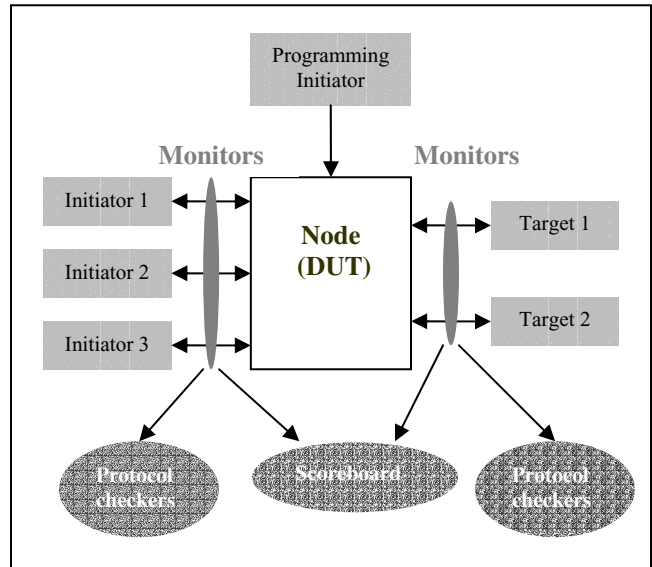 Programming
Initiator
Monitors
Monitors
Initiator 1
Node
(DUT)
Target 1
Initiator 2
Initiator 3
Target 2
Protocol
checkers
Scoreboard
Protocol
checkers